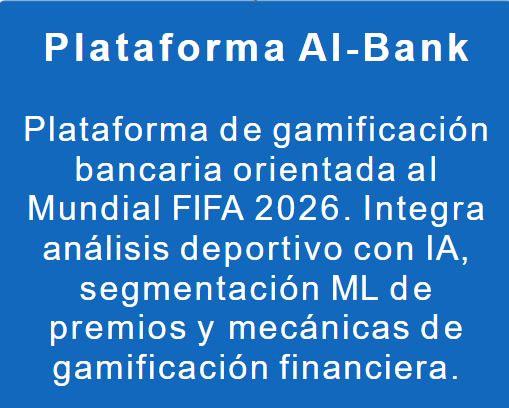 Plataforma AI-Bank
Plataforma de gamificación
bancaria orientada al
Mundial FIFA 2026. Integra
análisis deportivo con IA,
segmentación ML de
premios y mecánicas de
gamificación financiera.